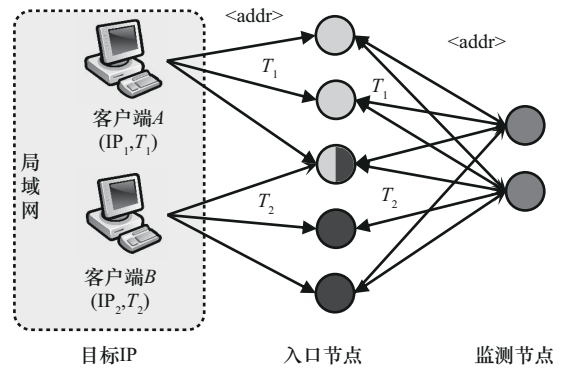 <addr>
<addr>
T₁
T₁
客户端A
(IP₁,T₁)
局域网
T₂
T₂
客户端B
(IP₂,T₂)
目标IP
入口节点
监测节点